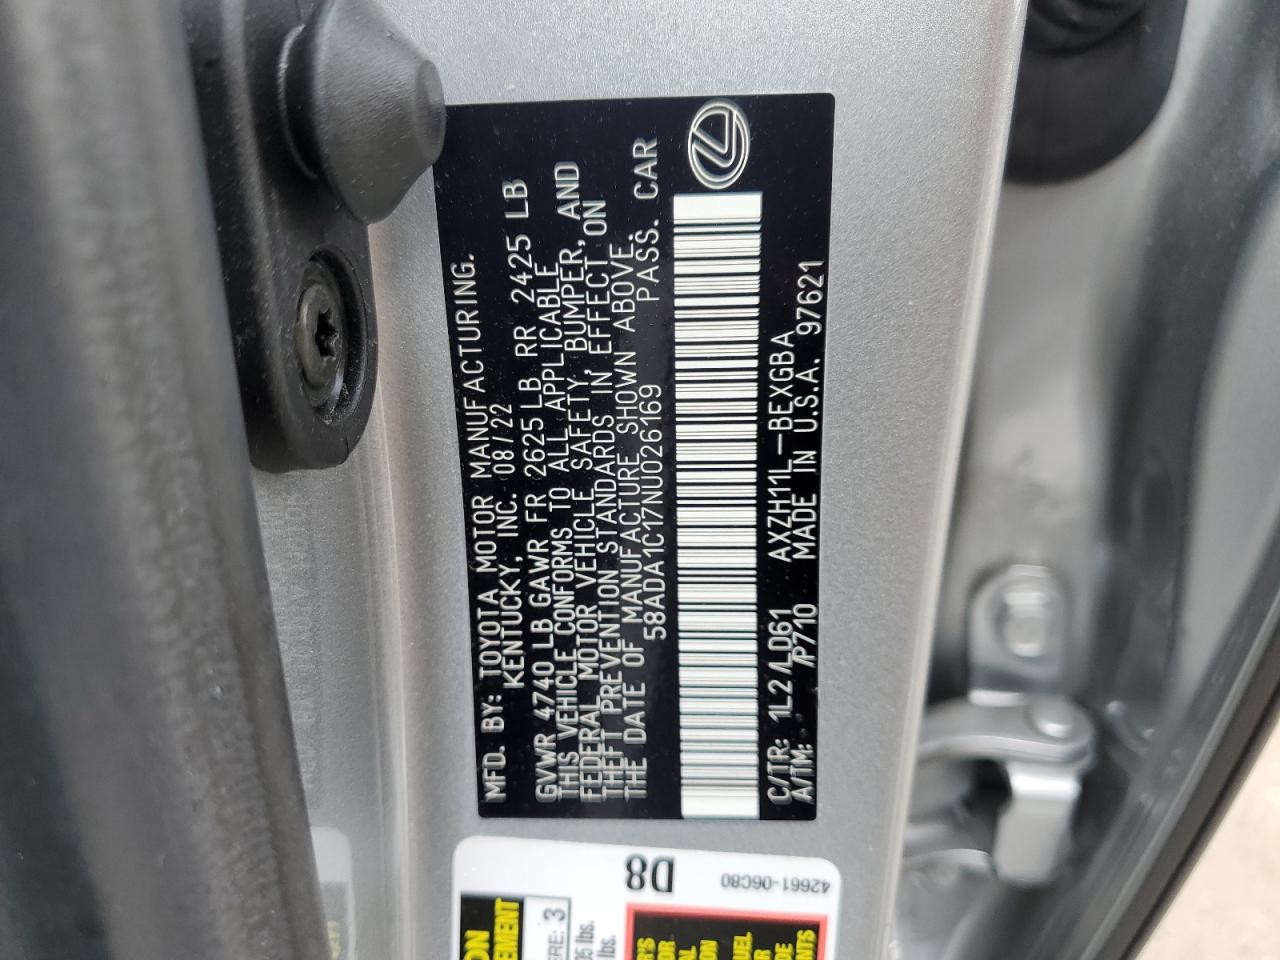 MFD. BY: TOYOTA MOTOR MANUFACTURING.
KENTUCKY, INC. 08/22
GVWR 4740 LB GAWR FR 2625 LB RR 2425 LB
THIS VEHICLE CONFORMS TO ALL APPLICABLE
FEDERAL MOTOR VEHICLE SAFETY, BUMPER, AND
THEFT PREVENTION STANDARDS IN EFFECT ON
THE DATE OF MANUFACTURE SHOWN ABOVE.
58ADA1C17NU026169 PASS. CAR
C/TR: 1L2/LD61 AXZH11L-BEXGBA
A/TM: /P710 MADE IN U.S.A. 97621
D8
42661-06C80
3
lbs.
lbs.